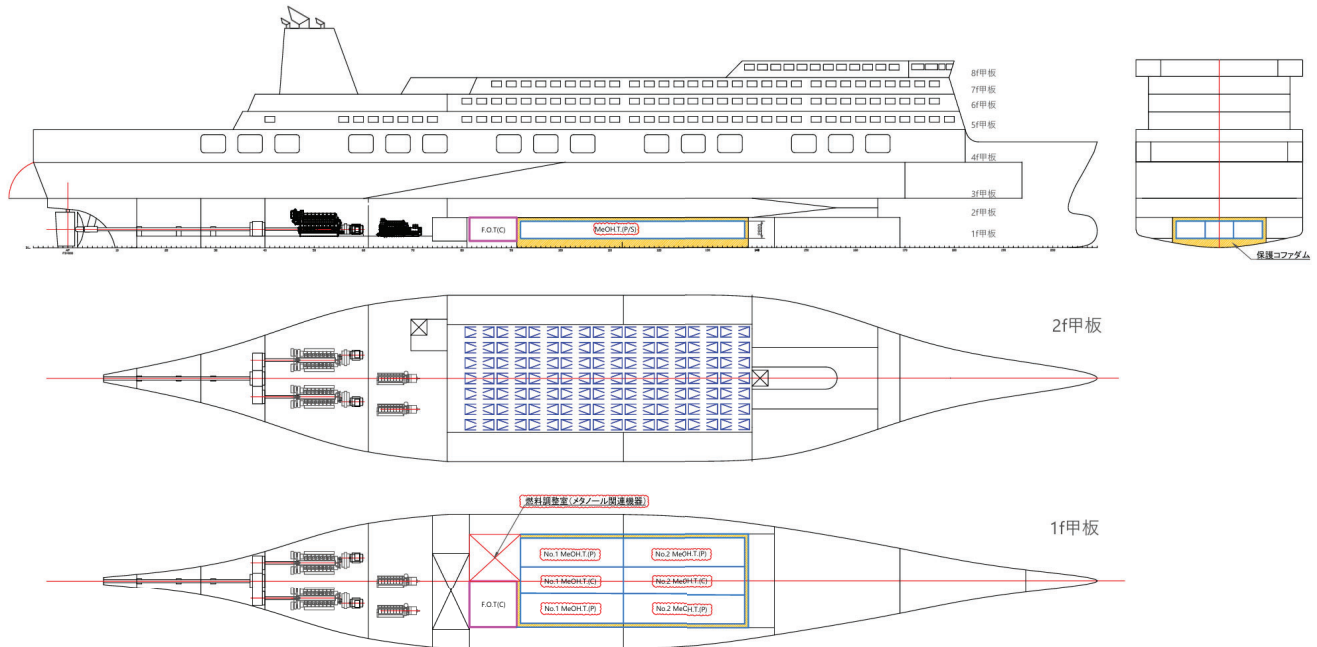 8f甲板
7f甲板
6f甲板
5f甲板
4f甲板
3f甲板
2f甲板
1f甲板
F.O.T(C)
MeOH.T.(P/S)
保護コファダム
2f甲板
燃料調整室(メタノール関連機器)
1f甲板
No.1 MeOH.T.(P)
No.2 MeOH.T.(P)
No.1 MeOH.T.(C)
No.2 MeOH.T.(C)
F.O.T(C)
No.1 MeOH.T.(P)
No.2 MeOH.T.(P)